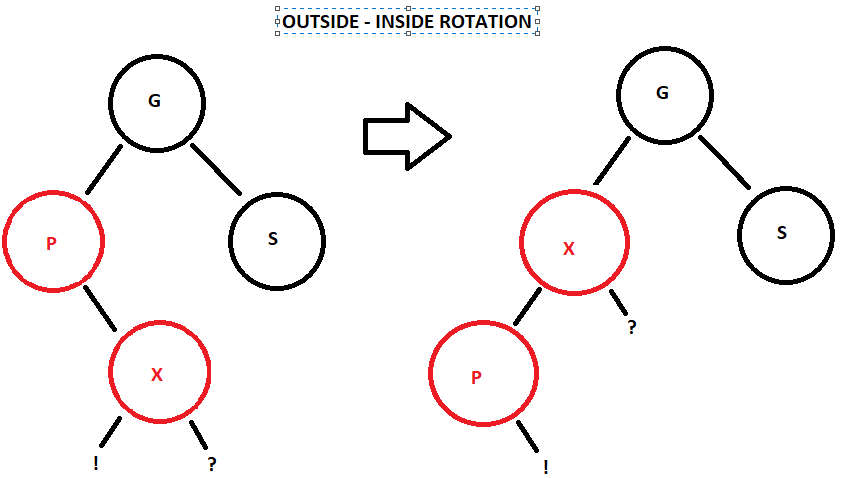 OUTSIDE - INSIDE ROTATION
G
P
S
X
!
?
G
X
S
?
P
!